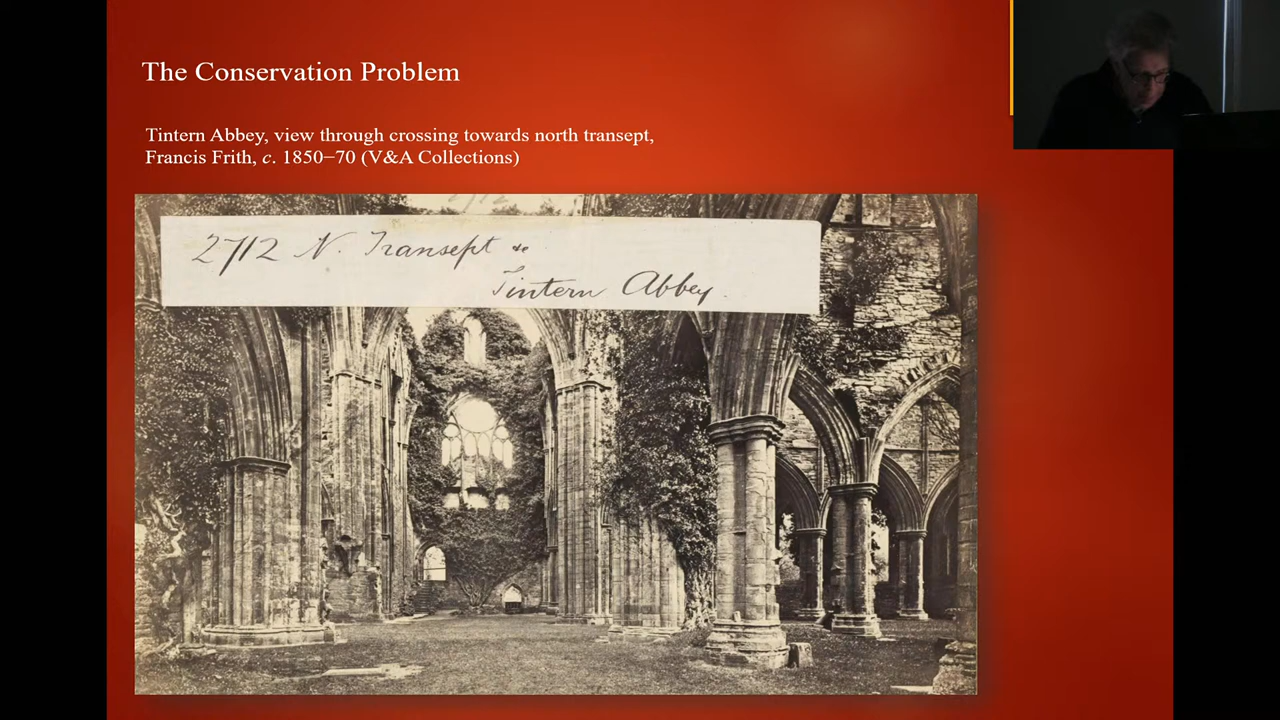 The Conservation Problem
Tintern Abbey, view through crossing towards north transept,
Francis Frith, c. 1850–70 (V&A Collections)
2712 N. Transept &c
Tintern Abbey.